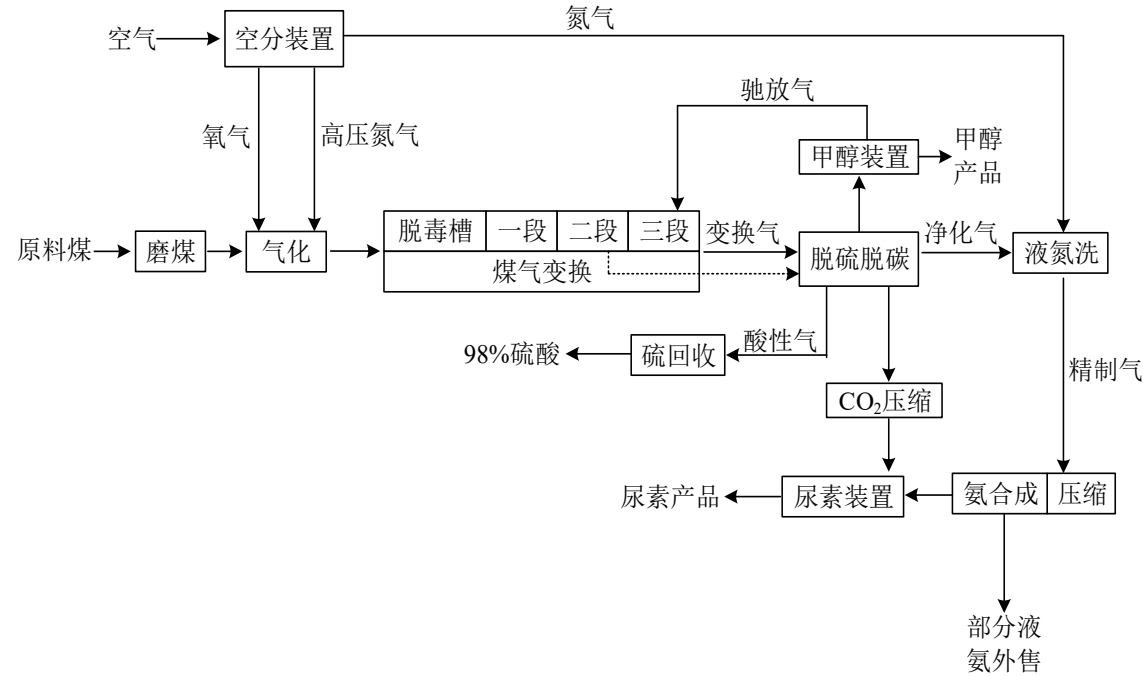 氮气
空气
空分装置
氧气
高压氮气
驰放气
甲醇装置
甲醇
产品
原料煤
磨煤
气化
脱毒槽
一段
二段
三段
煤气变换
变换气
脱硫脱碳
净化气
液氮洗
98%硫酸
硫回收
酸性气
精制气
CO₂压缩
尿素产品
尿素装置
氨合成
压缩
部分液
氨外售